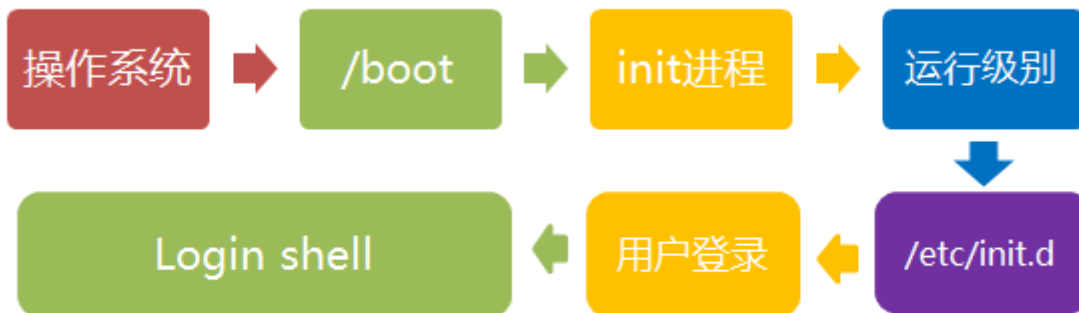 操作系统
/boot
init进程
运行级别
/etc/init.d
用户登录
Login shell